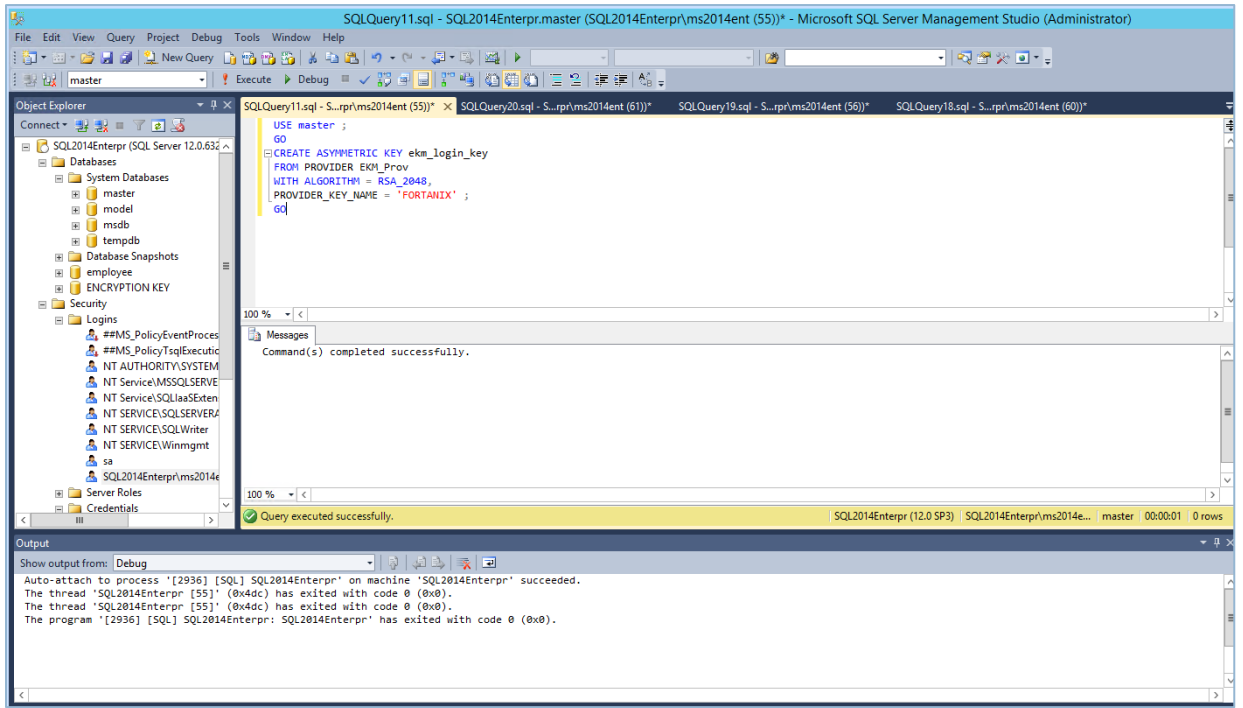 SQLQuery11.sql - SQL2014Enterpr.master (SQL2014Enterpr\ms2014ent (55))* - Microsoft SQL Server Management Studio (Administrator)
File Edit View Query Project Debug Tools Window Help
New Query
master Execute Debug
Object Explorer
Connect
SQL2014Enterpr (SQL Server 12.0.632
Databases
System Databases
master
model
msdb
tempdb
Database Snapshots
employee
ENCRYPTION KEY
Security
Logins
##MS_PolicyEventProces
##MS_PolicyTsqlExecutio
NT AUTHORITY\SYSTEM
NT Service\MSSQLSERVE
NT Service\SQLIaaSExten
NT SERVICE\SQLSERVERA
NT SERVICE\SQLWriter
NT SERVICE\Winmgmt
sa
SQL2014Enterpr\ms2014e
Server Roles
Credentials
SQLQuery11.sql - S...rpr\ms2014ent (55))* SQLQuery20.sql - S...rpr\ms2014ent (61))* SQLQuery19.sql - S...rpr\ms2014ent (56))* SQLQuery18.sql - S...rpr\ms2014ent (60))*
USE master ;
GO
CREATE ASYMMETRIC KEY ekm_login_key
FROM PROVIDER EKM_Prov
WITH ALGORITHM = RSA_2048,
PROVIDER_KEY_NAME = 'FORTANIX' ;
GO
100 %
Messages
Command(s) completed successfully.
100 %
Query executed successfully. SQL2014Enterpr (12.0 SP3) SQL2014Enterpr\ms2014e... master 00:00:01 0 rows
Output
Show output from: Debug
Auto-attach to process '[2936] [SQL] SQL2014Enterpr' on machine 'SQL2014Enterpr' succeeded.
The thread 'SQL2014Enterpr [55]' (0x4dc) has exited with code 0 (0x0).
The thread 'SQL2014Enterpr [55]' (0x4dc) has exited with code 0 (0x0).
The program '[2936] [SQL] SQL2014Enterpr: SQL2014Enterpr' has exited with code 0 (0x0).